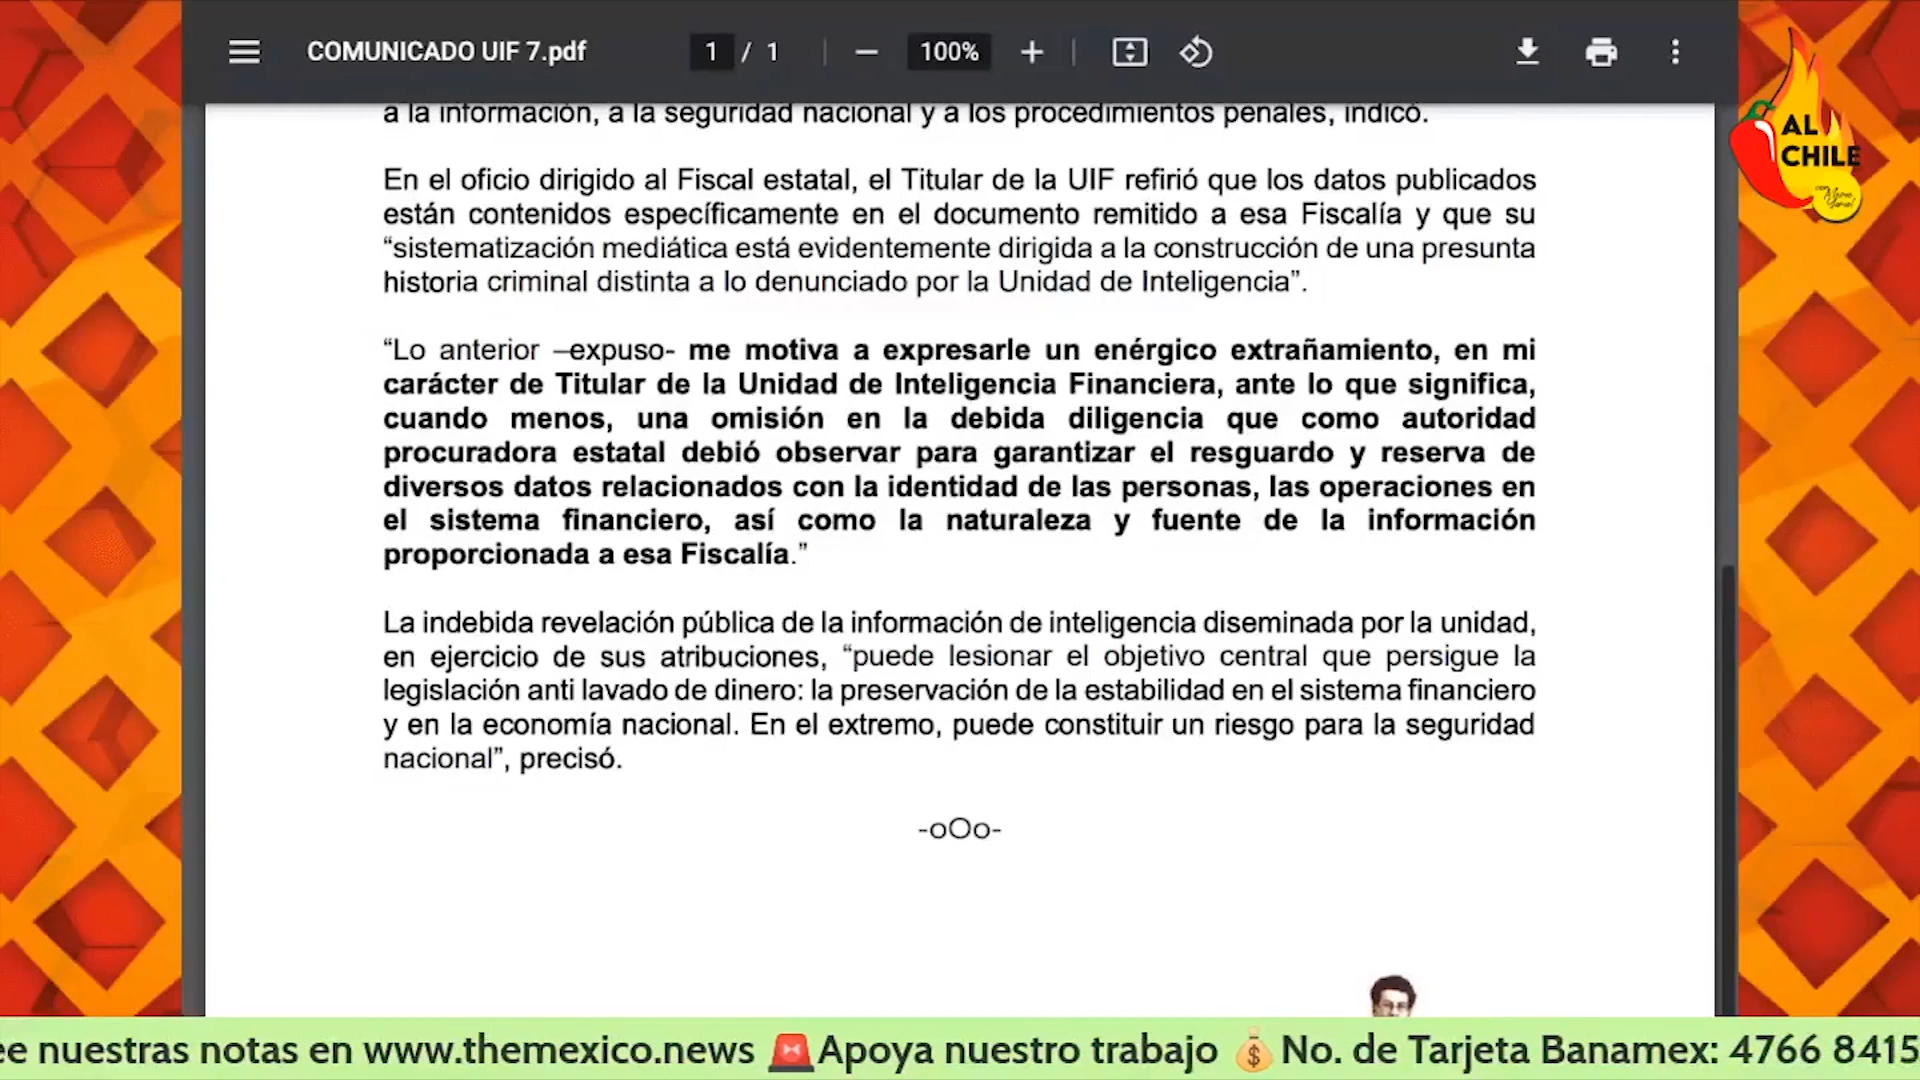 COMUNICADO UIF 7.pdf
1 / 1
100%
AL
CHILE
a la información, a la seguridad nacional y a los procedimientos penales, indicó.
En el oficio dirigido al Fiscal estatal, el Titular de la UIF refirió que los datos publicados
están contenidos específicamente en el documento remitido a esa Fiscalía y que su
“sistematización mediática está evidentemente dirigida a la construcción de una presunta
historia criminal distinta a lo denunciado por la Unidad de Inteligencia”.
“Lo anterior –expuso- me motiva a expresarle un enérgico extrañamiento, en mi
carácter de Titular de la Unidad de Inteligencia Financiera, ante lo que significa,
cuando menos, una omisión en la debida diligencia que como autoridad
procuradora estatal debió observar para garantizar el resguardo y reserva de
diversos datos relacionados con la identidad de las personas, las operaciones en
el sistema financiero, así como la naturaleza y fuente de la información
proporcionada a esa Fiscalía.”
La indebida revelación pública de la información de inteligencia diseminada por la unidad,
en ejercicio de sus atribuciones, “puede lesionar el objetivo central que persigue la
legislación anti lavado de dinero: la preservación de la estabilidad en el sistema financiero
y en la economía nacional. En el extremo, puede constituir un riesgo para la seguridad
nacional”, precisó.
-oOo-
ee nuestras notas en www.themexico.news 🚨Apoya nuestro trabajo 💰No. de Tarjeta Banamex: 4766 8415